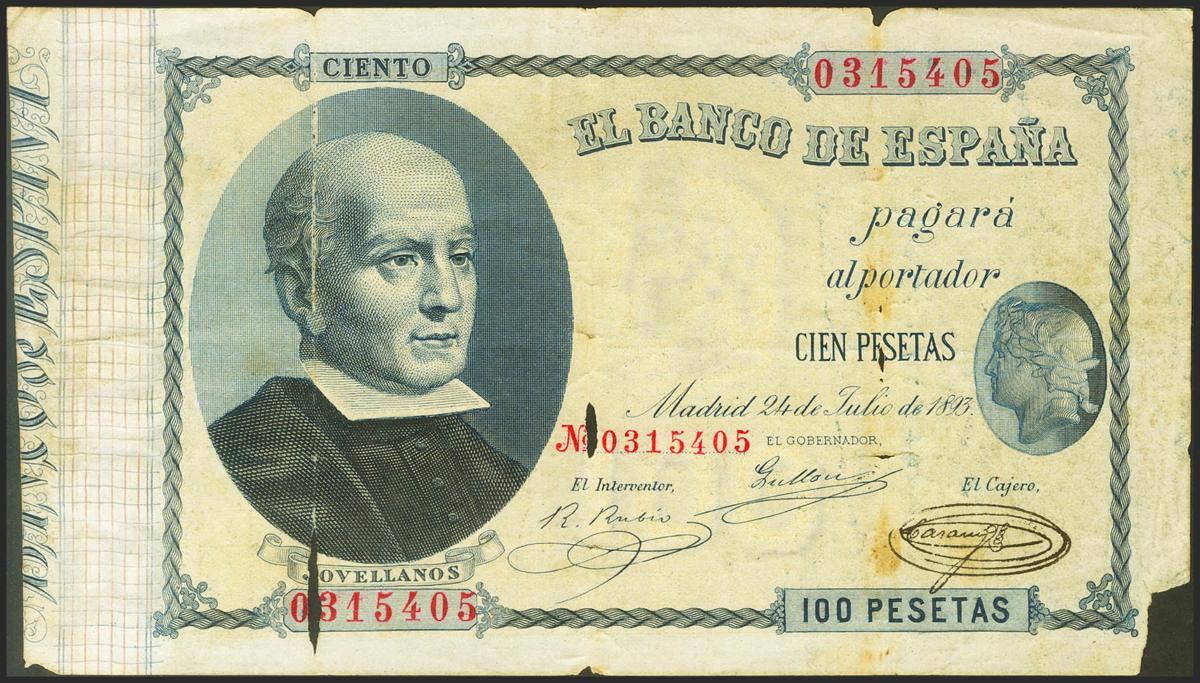 CIENTO
0315405
EL BANCO DE ESPAÑA
pagará
al portador
CIEN PESETAS
Madrid 24 de Julio de 1893.
No 0315405
EL GOBERNADOR,
El Interventor,
El Cajero,
Gullon
R. Rubio
JOVELLANOS
0315405
100 PESETAS